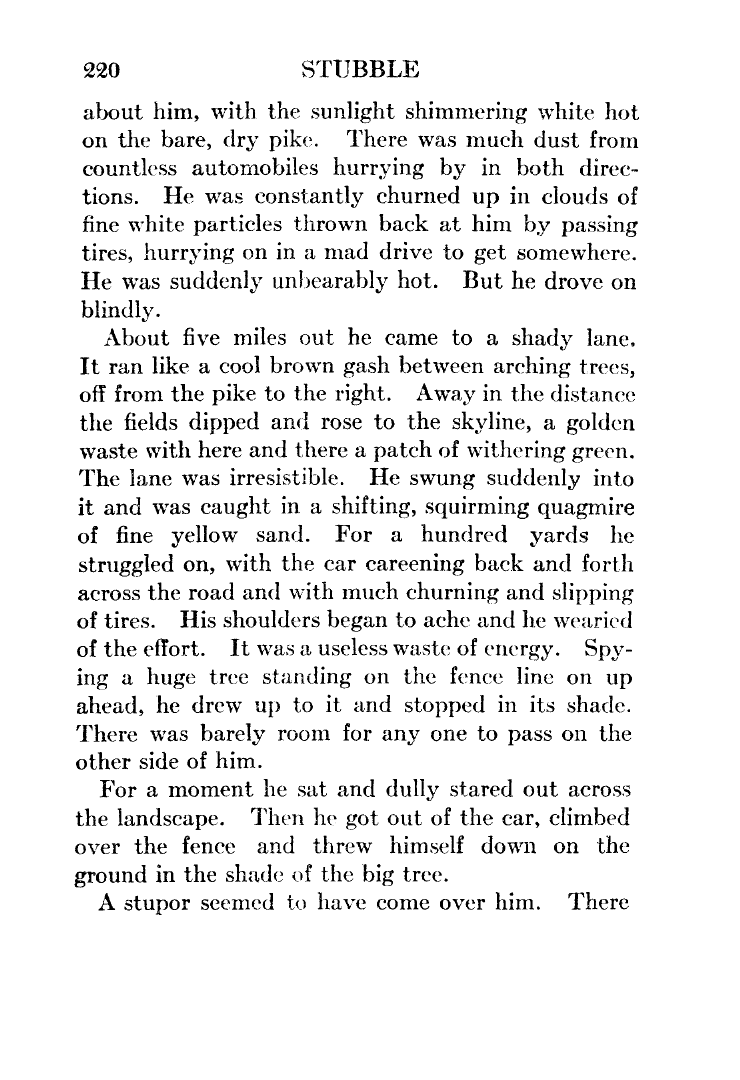 220 STUBBLE
about him, with the sunlight shimmering white hot
on the bare, dry pike. There was much dust from
countless automobiles hurrying by in both direc-
tions. He was constantly churned up in clouds of
fine white particles thrown back at him by passing
tires, hurrying on in a mad drive to get somewhere.
He was suddenly unbearably hot. But he drove on
blindly.
About five miles out he came to a shady lane.
It ran like a cool brown gash between arching trees,
off from the pike to the right. Away in the distance
the fields dipped and rose to the skyline, a golden
waste with here and there a patch of withering green.
The lane was irresistible. He swung suddenly into
it and was caught in a shifting, squirming quagmire
of fine yellow sand. For a hundred yards he
struggled on, with the car careening back and forth
across the road and with much churning and slipping
of tires. His shoulders began to ache and he wearied
of the effort. It was a useless waste of energy. Spy-
ing a huge tree standing on the fence line on up
ahead, he drew up to it and stopped in its shade.
There was barely room for any one to pass on the
other side of him.
For a moment he sat and dully stared out across
the landscape. Then he got out of the car, climbed
over the fence and threw himself down on the
ground in the shade of the big tree.
A stupor seemed to have come over him. There